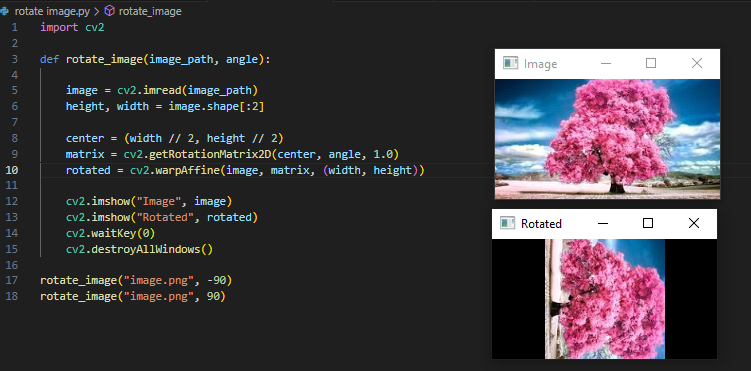 rotate image.py > rotate_image
1 import cv2
2
3 def rotate_image(image_path, angle):
4
5 image = cv2.imread(image_path)
6 height, width = image.shape[:2]
7
8 center = (width // 2, height // 2)
9 matrix = cv2.getRotationMatrix2D(center, angle, 1.0)
10 rotated = cv2.warpAffine(image, matrix, (width, height))
11
12 cv2.imshow("Image", image)
13 cv2.imshow("Rotated", rotated)
14 cv2.waitKey(0)
15 cv2.destroyAllWindows()
16
17 rotate_image("image.png", -90)
18 rotate_image("image.png", 90)
Image
Rotated